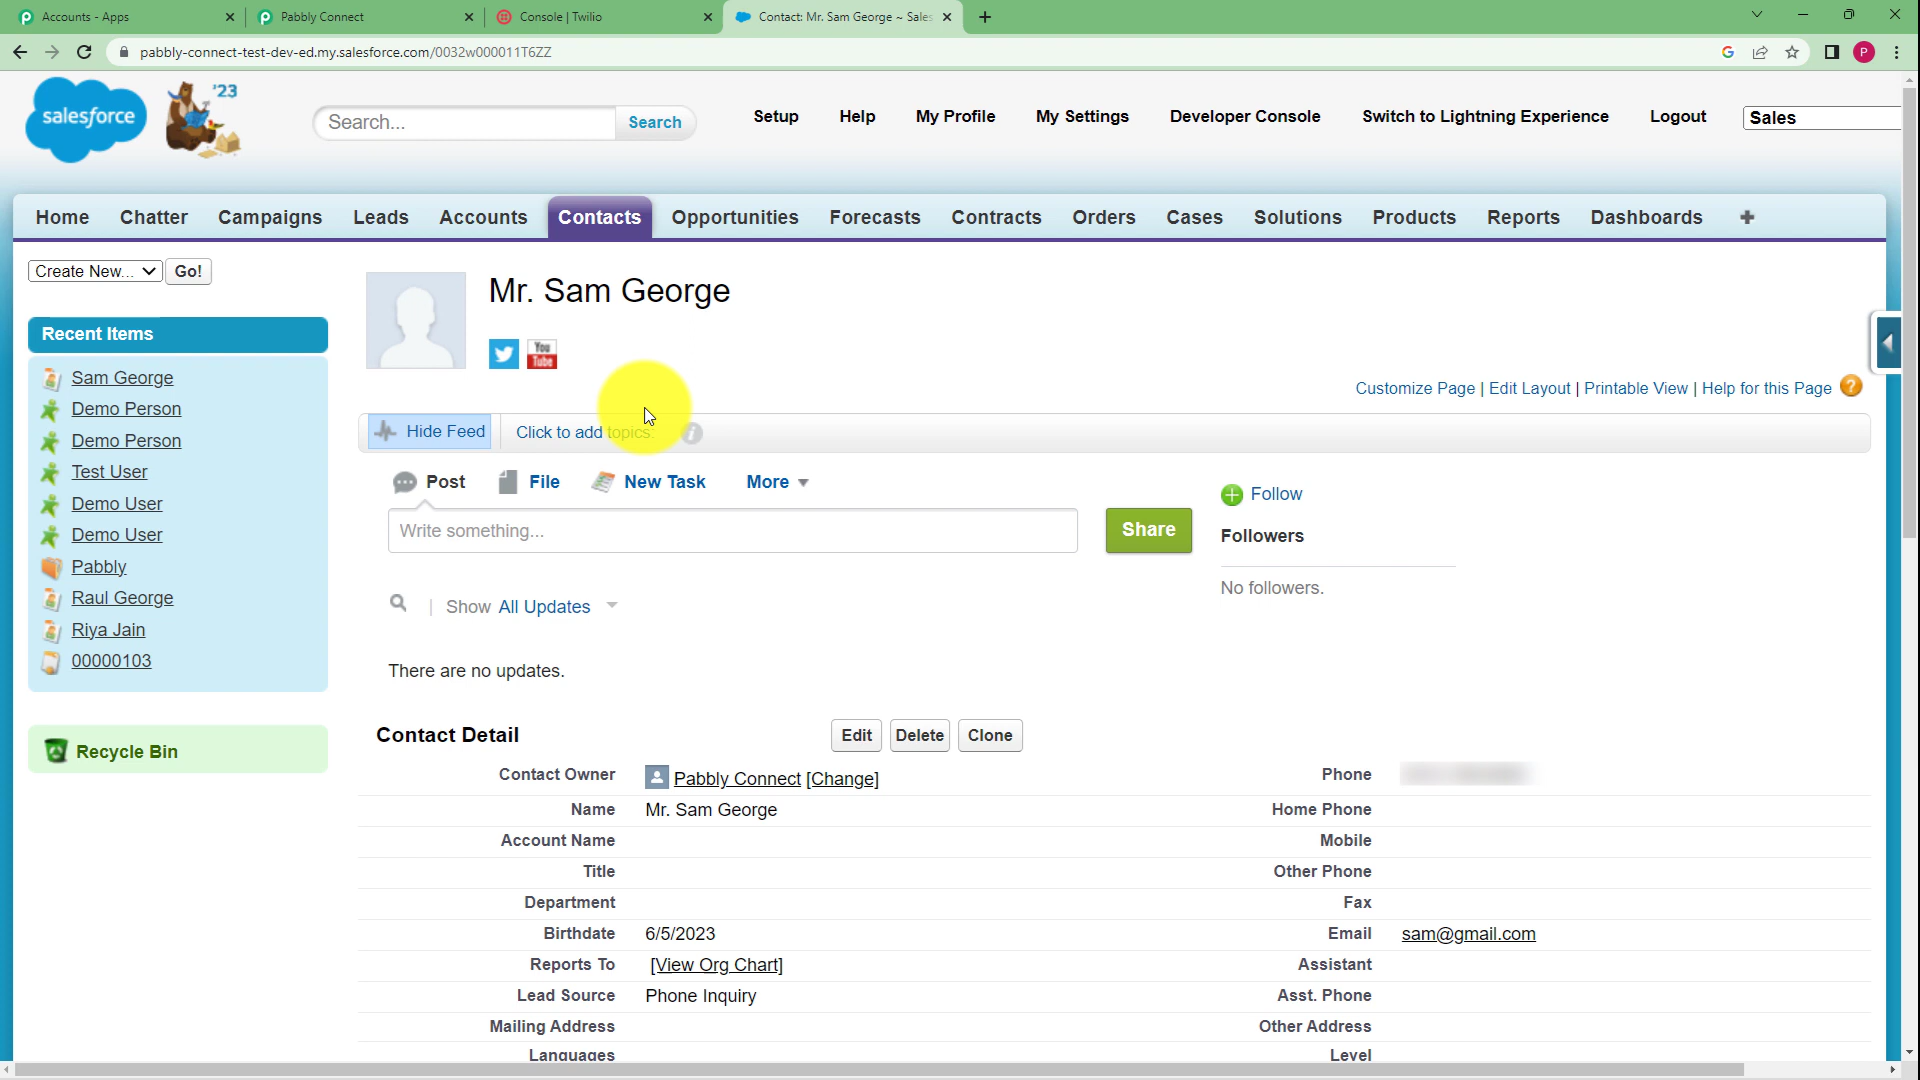 Accounts - Apps
Pabbly Connect
Console | Twilio
Contact: Mr. Sam George ~ Sales
pabbly-connect-test-dev-ed.my.salesforce.com/0032w000011T6ZZ
P
salesforce
'23
Search...
Search
Setup
Help
My Profile
My Settings
Developer Console
Switch to Lightning Experience
Logout
Sales
Home
Chatter
Campaigns
Leads
Accounts
Contacts
Opportunities
Forecasts
Contracts
Orders
Cases
Solutions
Products
Reports
Dashboards
Create New...
Go!
Recent Items
Sam George
Demo Person
Demo Person
Test User
Demo User
Demo User
Pabbly
Raul George
Riya Jain
00000103
Recycle Bin
Mr. Sam George
You
Tube
Customize Page | Edit Layout | Printable View | Help for this Page ?
Hide Feed
Click to add topics:
Post
File
New Task
More
Write something...
Share
Follow
Followers
No followers.
Show All Updates
There are no updates.
Contact Detail
Edit
Delete
Clone
Contact Owner Pabbly Connect [Change]
Phone
Name Mr. Sam George
Home Phone
Account Name
Mobile
Title
Other Phone
Department
Fax
Birthdate 6/5/2023
Email sam@gmail.com
Reports To [View Org Chart]
Assistant
Lead Source Phone Inquiry
Asst. Phone
Mailing Address
Other Address
Languages
Level